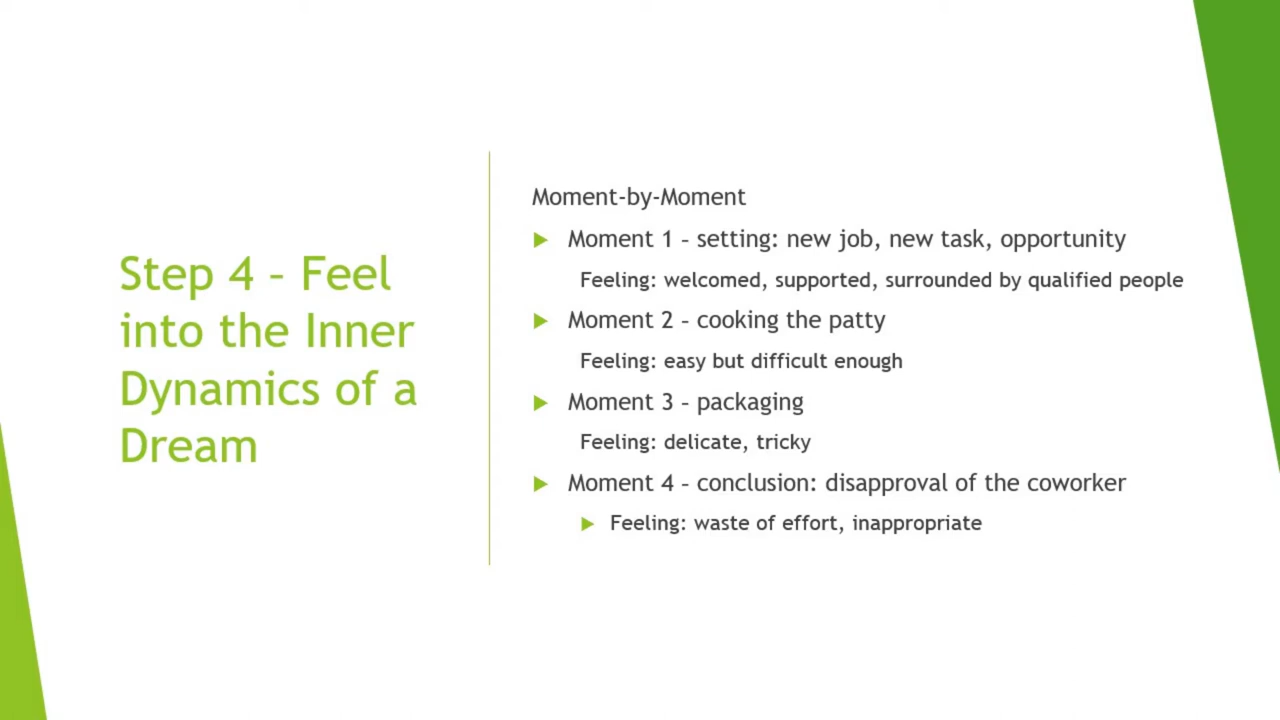 Step 4 – Feel
into the Inner
Dynamics of a
Dream
Moment-by-Moment
Moment 1 – setting: new job, new task, opportunity
Feeling: welcomed, supported, surrounded by qualified people
Moment 2 – cooking the patty
Feeling: easy but difficult enough
Moment 3 – packaging
Feeling: delicate, tricky
Moment 4 – conclusion: disapproval of the coworker
Feeling: waste of effort, inappropriate